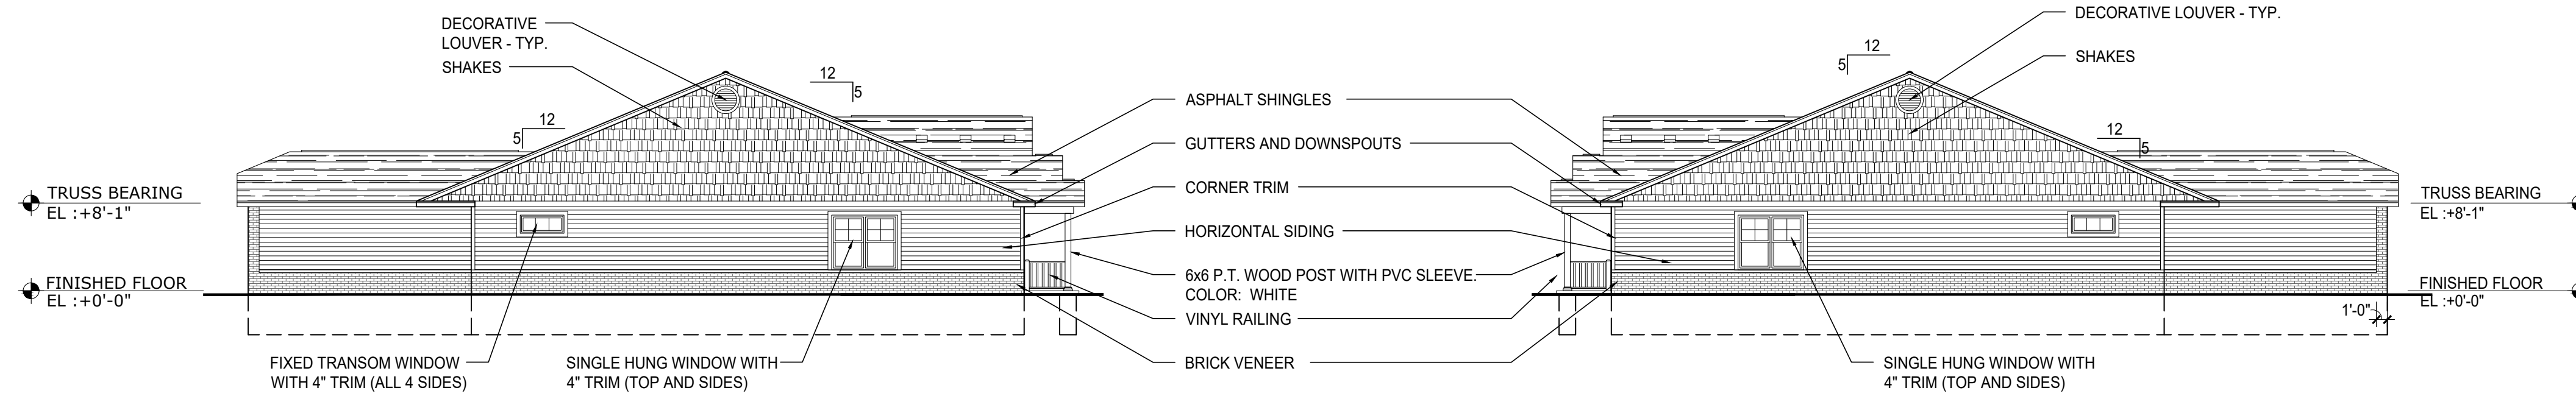 DECORATIVE
LOUVER - TYP.
SHAKES
12
5
12
5
TRUSS BEARING
EL :+8'-1"
FINISHED FLOOR
EL :+0'-0"
FIXED TRANSOM WINDOW
WITH 4" TRIM (ALL 4 SIDES)
SINGLE HUNG WINDOW WITH
4" TRIM (TOP AND SIDES)
ASPHALT SHINGLES
GUTTERS AND DOWNSPOUTS
CORNER TRIM
HORIZONTAL SIDING
6x6 P.T. WOOD POST WITH PVC SLEEVE.
COLOR: WHITE
VINYL RAILING
BRICK VENEER
DECORATIVE LOUVER - TYP.
SHAKES
12
5
12
5
TRUSS BEARING
EL :+8'-1"
FINISHED FLOOR
EL :+0'-0"
1'-0"
SINGLE HUNG WINDOW WITH
4" TRIM (TOP AND SIDES)